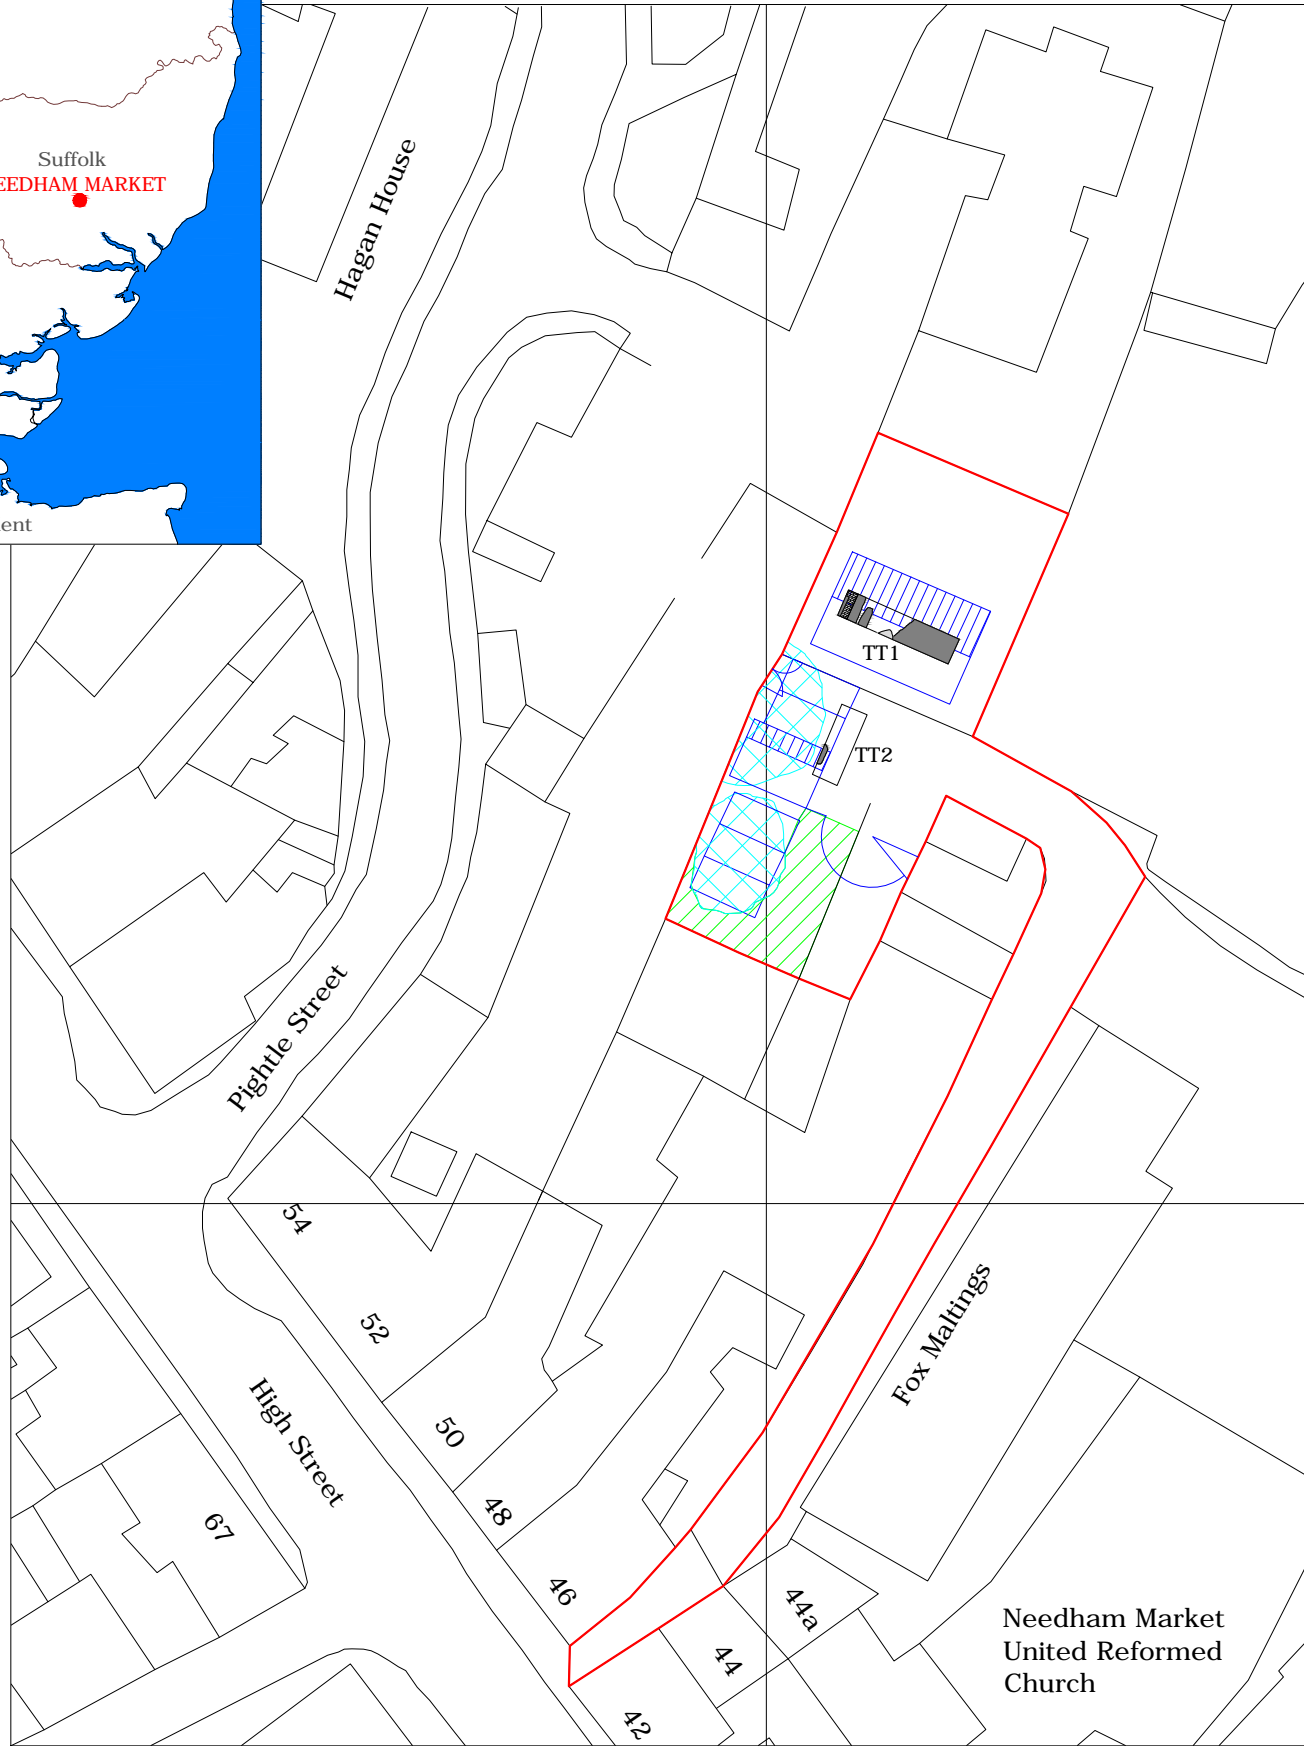 Suffolk
EEDHAM MARKET
ent
Hagan House
TT1
TT2
Pightle Street
54
52
50
48
46
44a
44
42
High Street
67
Fox Maltings
Needham Market
United Reformed
Church